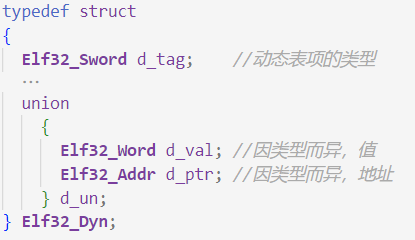 typedef struct
{
Elf32_Sword d_tag; //动态表项的类型
...
union
{
Elf32_Word d_val; //因类型而异，值
Elf32_Addr d_ptr; //因类型而异，地址
} d_un;
} Elf32_Dyn;